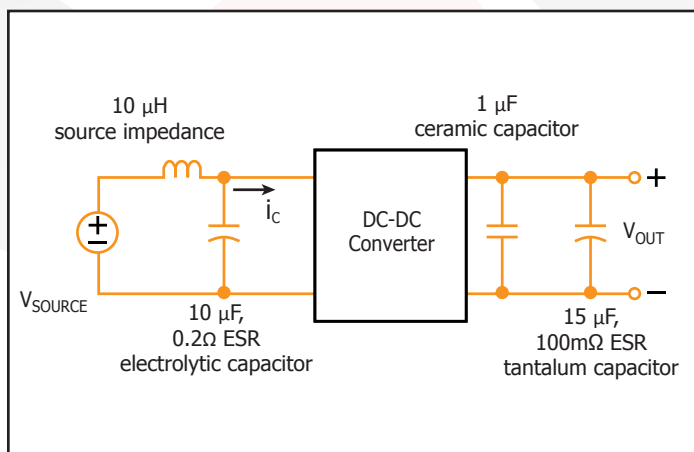 10 µH
source impedance
1 µF
ceramic capacitor
+
i_C
DC-DC
Converter
+
−
V_OUT
V_SOURCE
−
10 µF,
0.2Ω ESR
electrolytic capacitor
15 µF,
100mΩ ESR
tantalum capacitor